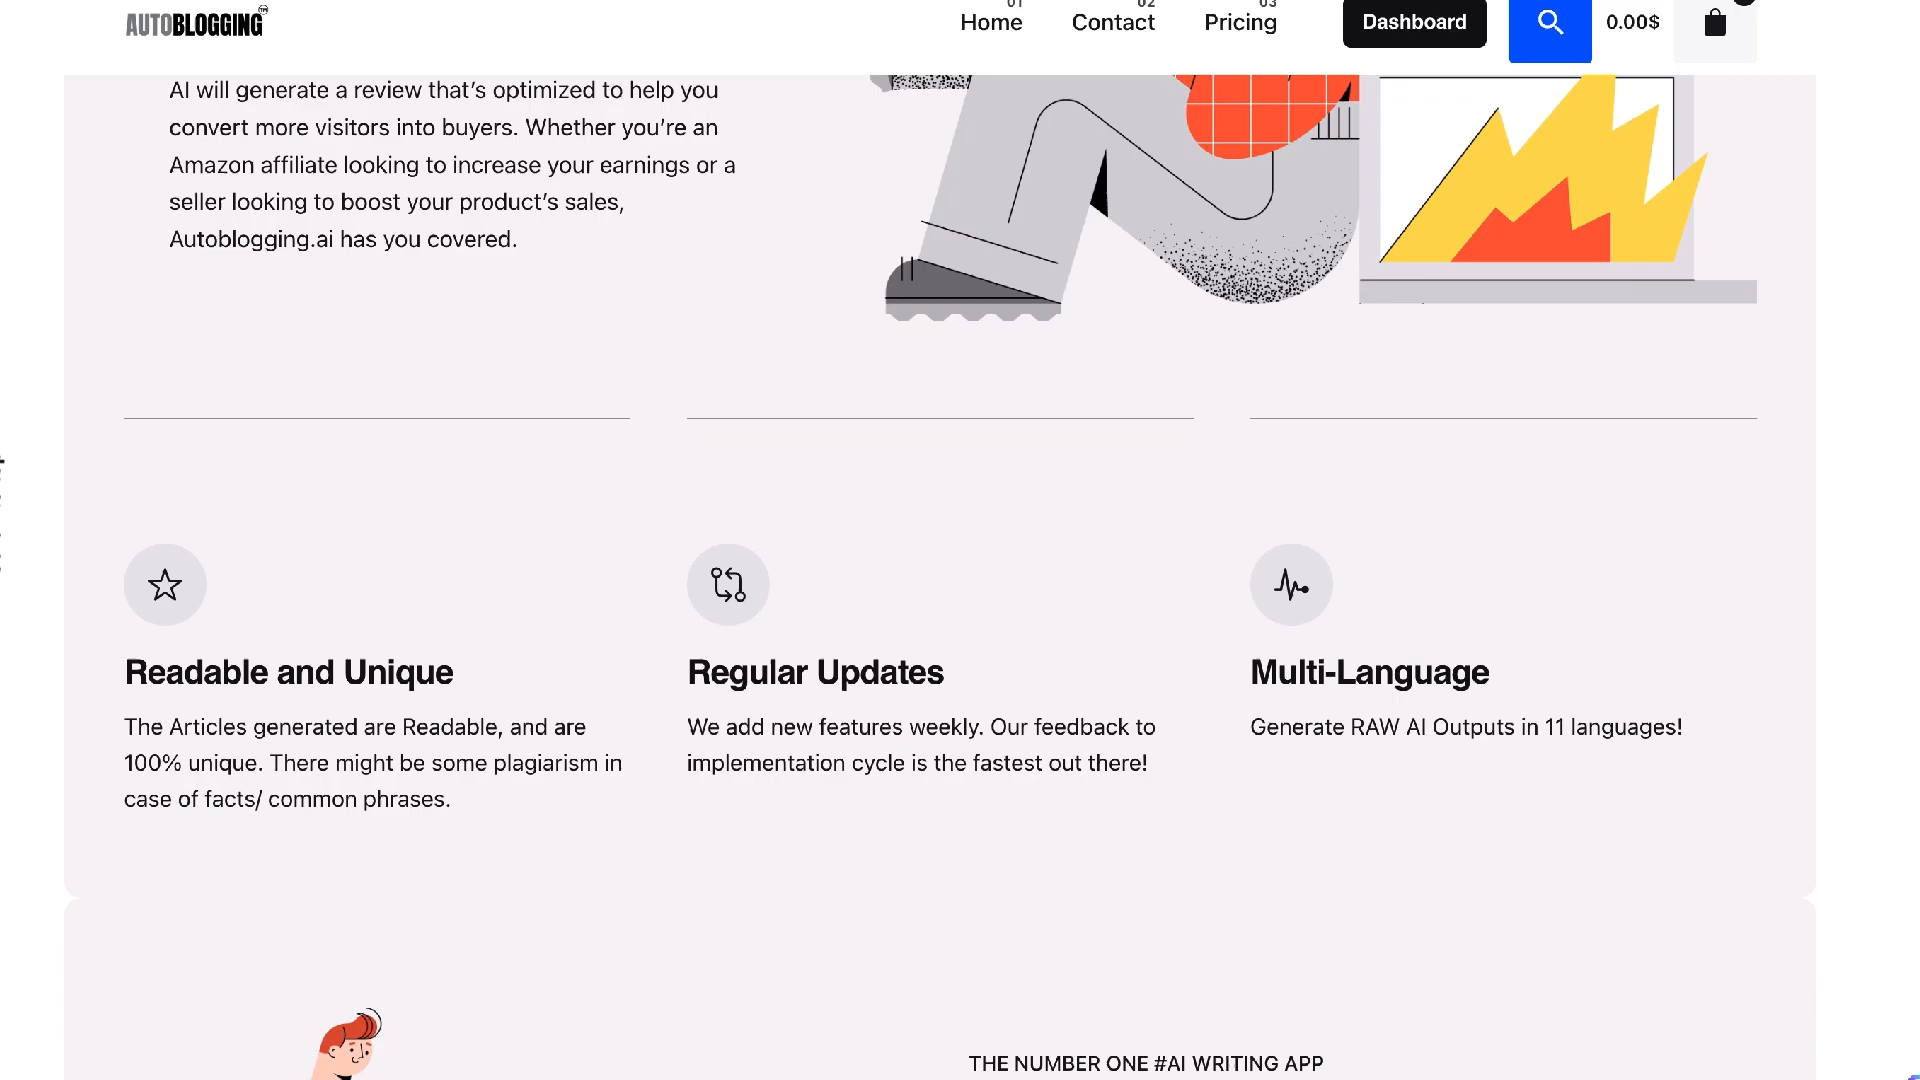 AUTOBLOGGING
TM
01
Home
02
Contact
03
Pricing
Dashboard
0.00$
AI will generate a review that’s optimized to help you
convert more visitors into buyers. Whether you’re an
Amazon affiliate looking to increase your earnings or a
seller looking to boost your product’s sales,
Autoblogging.ai has you covered.
Readable and Unique
The Articles generated are Readable, and are
100% unique. There might be some plagiarism in
case of facts/ common phrases.
Regular Updates
We add new features weekly. Our feedback to
implementation cycle is the fastest out there!
Multi-Language
Generate RAW AI Outputs in 11 languages!
THE NUMBER ONE #AI WRITING APP